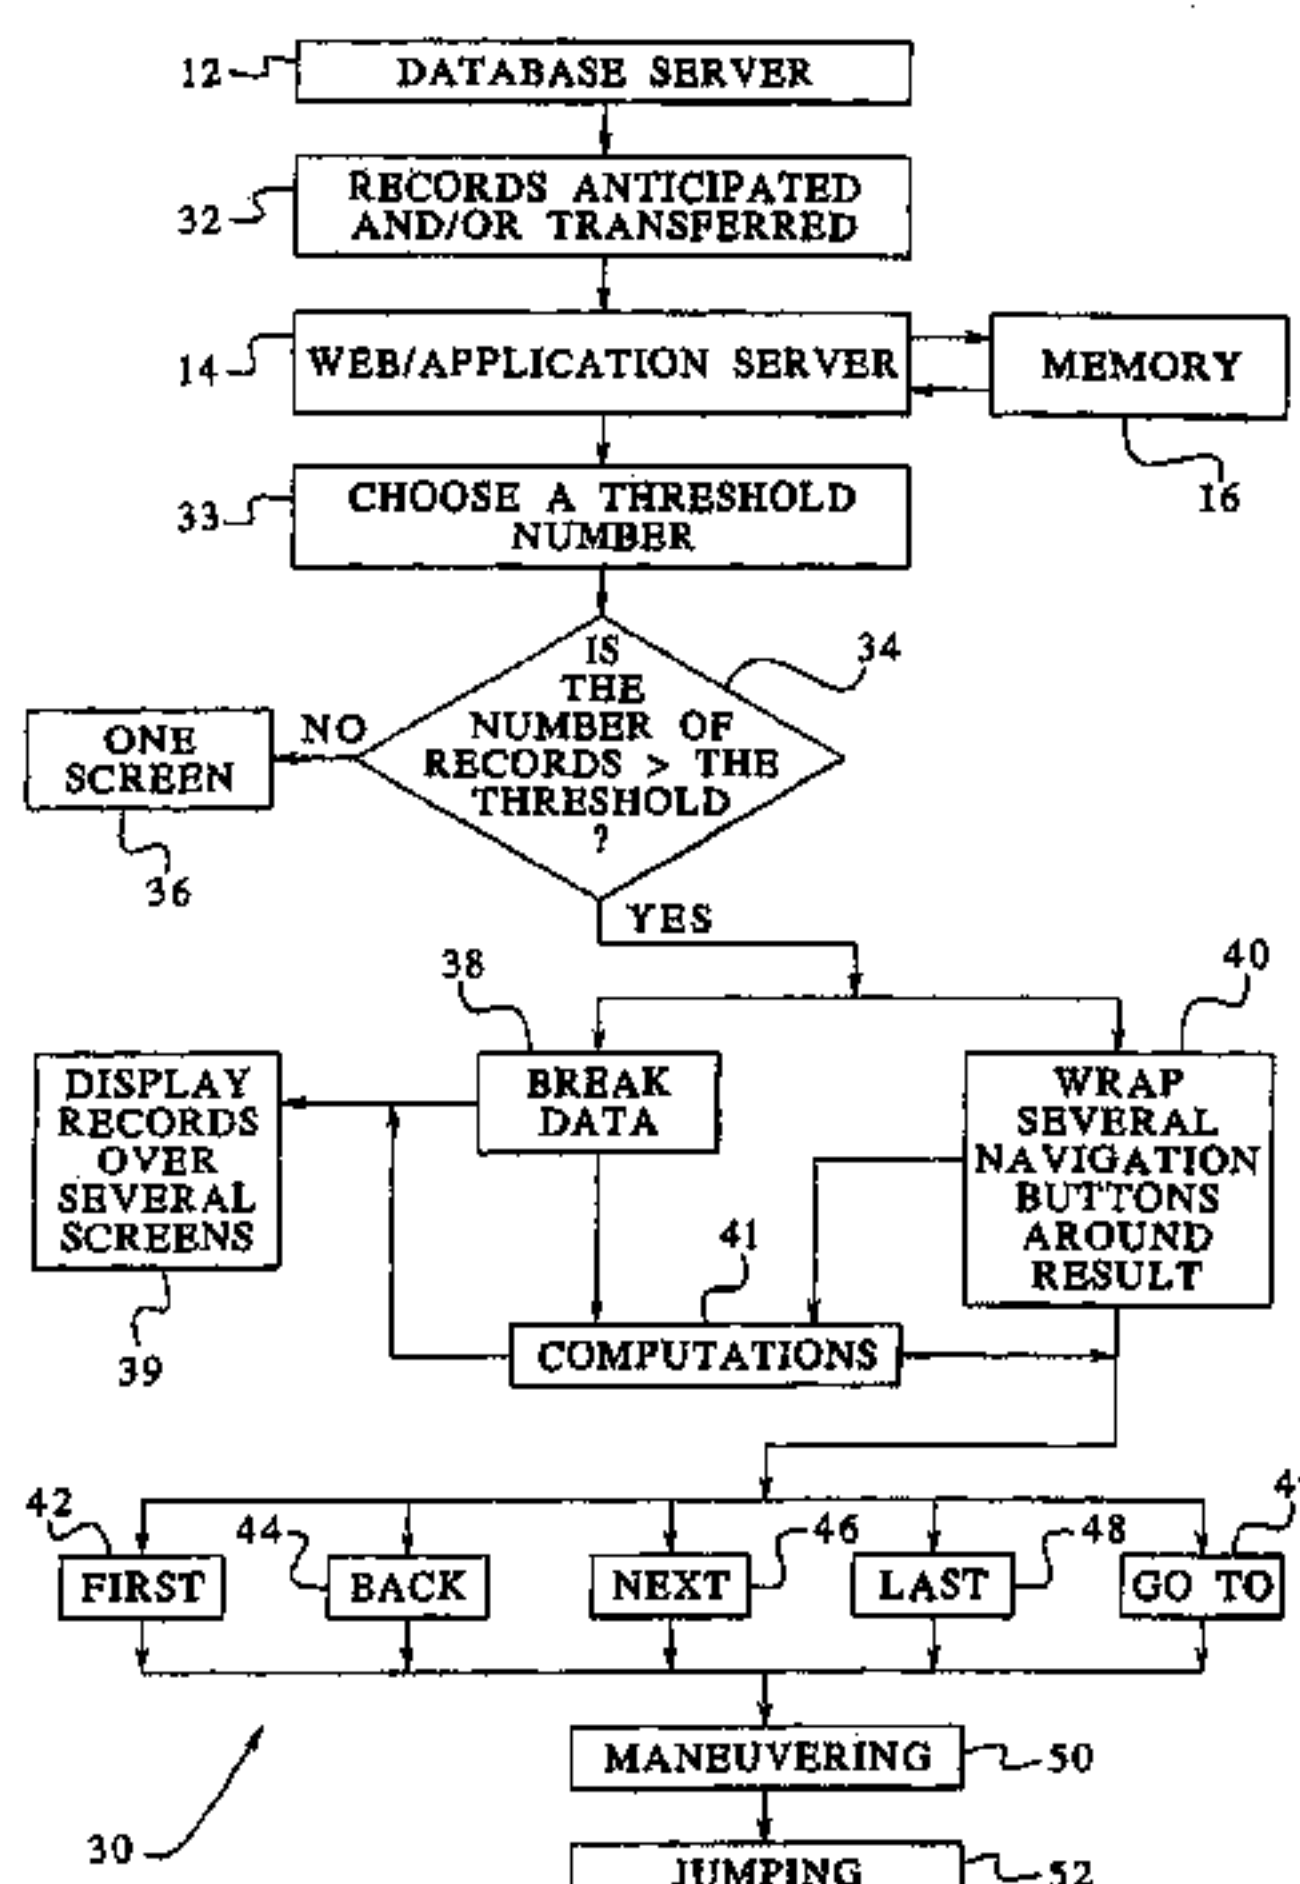 12
DATABASE SERVER
32
RECORDS ANTICIPATED
AND/OR TRANSFERRED
14
WEB/APPLICATION SERVER
MEMORY
16
33
CHOOSE A THRESHOLD
NUMBER
34
IS
THE
NUMBER OF
RECORDS > THE
THRESHOLD
?
NO
ONE
SCREEN
36
YES
38
40
DISPLAY
RECORDS
OVER
SEVERAL
SCREENS
39
BREAK
DATA
WRAP
SEVERAL
NAVIGATION
BUTTONS
AROUND
RESULT
41
COMPUTATIONS
42
FIRST
44
BACK
46
NEXT
48
LAST
GO TO
MANEUVERING
50
30
JUMPING
52